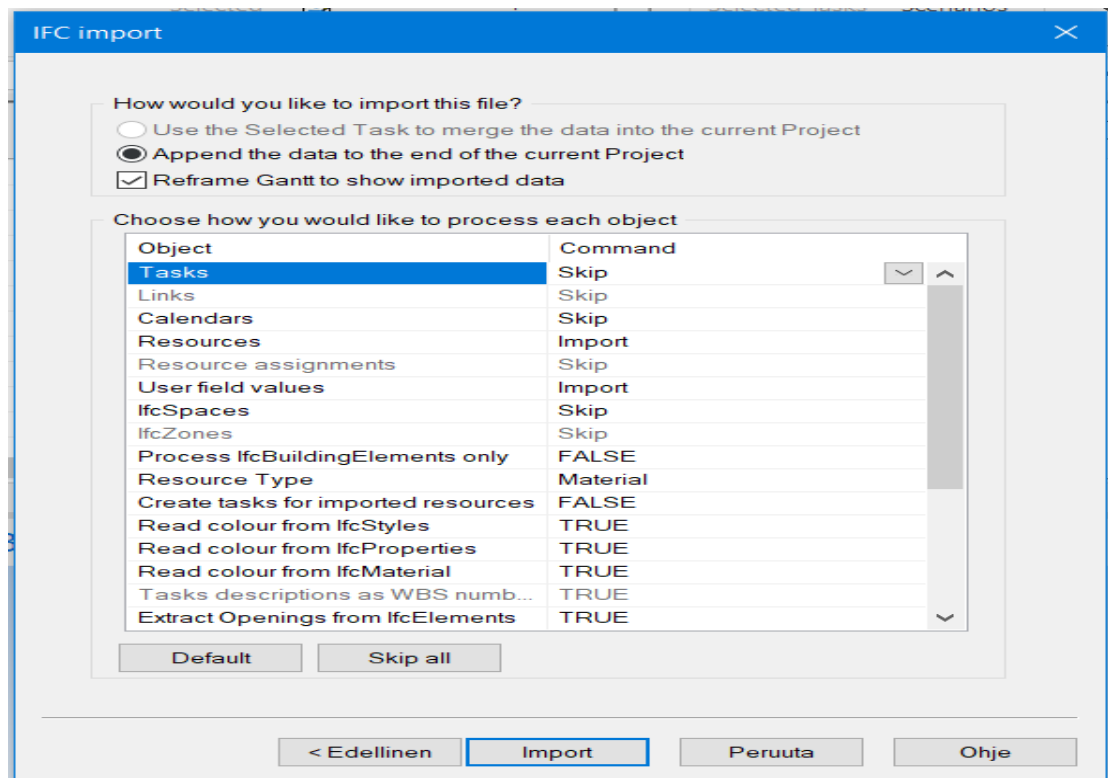 IFC import
How would you like to import this file?
Use the Selected Task to merge the data into the current Project
Append the data to the end of the current Project
Reframe Gantt to show imported data
Choose how you would like to process each object
Object Command
Tasks Skip
Links Skip
Calendars Skip
Resources Import
Resource assignments Skip
User field values Import
IfcSpaces Skip
IfcZones Skip
Process IfcBuildingElements only FALSE
Resource Type Material
Create tasks for imported resources FALSE
Read colour from IfcStyles TRUE
Read colour from IfcProperties TRUE
Read colour from IfcMaterial TRUE
Tasks descriptions as WBS numb... TRUE
Extract Openings from IfcElements TRUE
Default Skip all
< Edellinen Import Peruuta Ohje